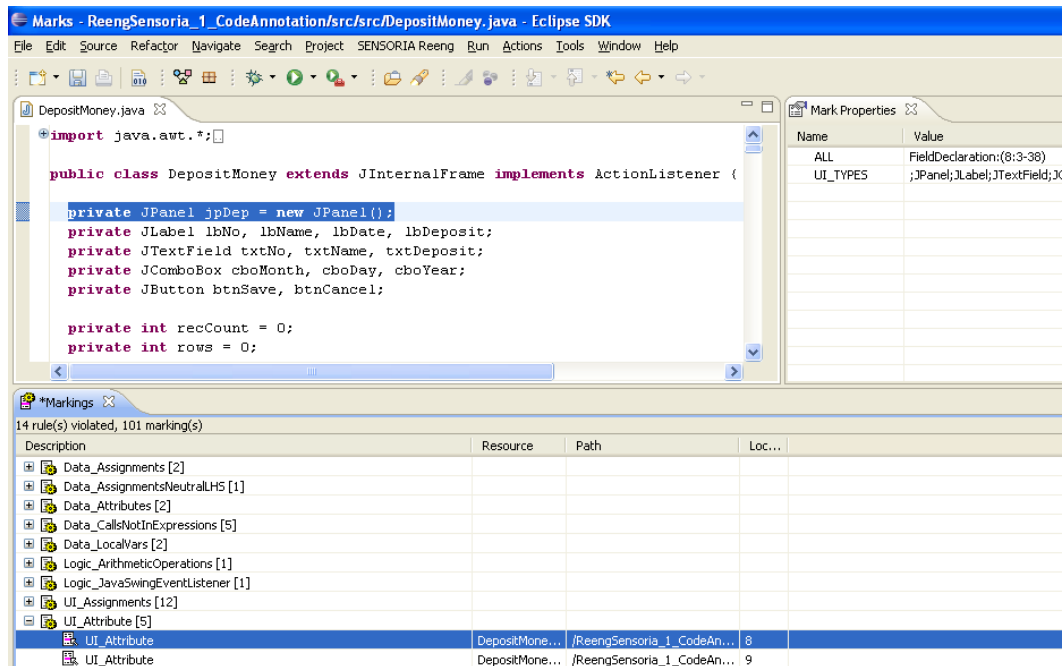 Marks - ReengSensoria_1_CodeAnnotation/src/src/DepositMoney.java - Eclipse SDK
File Edit Source Refactor Navigate Search Project SENSORIA Reeng Run Actions Tools Window Help
DepositMoney.java
Mark Properties
import java.awt.*;
Name Value
ALL FieldDeclaration:(8:3-38)
public class DepositMoney extends JInternalFrame implements ActionListener {
UI_TYPES ;JPanel;JLabel;JTextField;JC
private JPanel jpDep = new JPanel();
private JLabel lbNo, lbName, lbDate, lbDeposit;
private JTextField txtNo, txtName, txtDeposit;
private JComboBox cboMonth, cboDay, cboYear;
private JButton btnSave, btnCancel;
private int recCount = 0;
private int rows = 0;
*Markings
14 rule(s) violated, 101 marking(s)
Description Resource Path Loc...
Data_Assignments [2]
Data_AssignmentsNeutralLHS [1]
Data_Attributes [2]
Data_CallsNotInExpressions [5]
Data_LocalVars [2]
Logic_ArithmeticOperations [1]
Logic_JavaSwingEventListener [1]
UI_Assignments [12]
UI_Attribute [5]
UI_Attribute DepositMone... /ReengSensoria_1_CodeAn... 8
UI_Attribute DepositMone... /ReengSensoria_1_CodeAn... 9